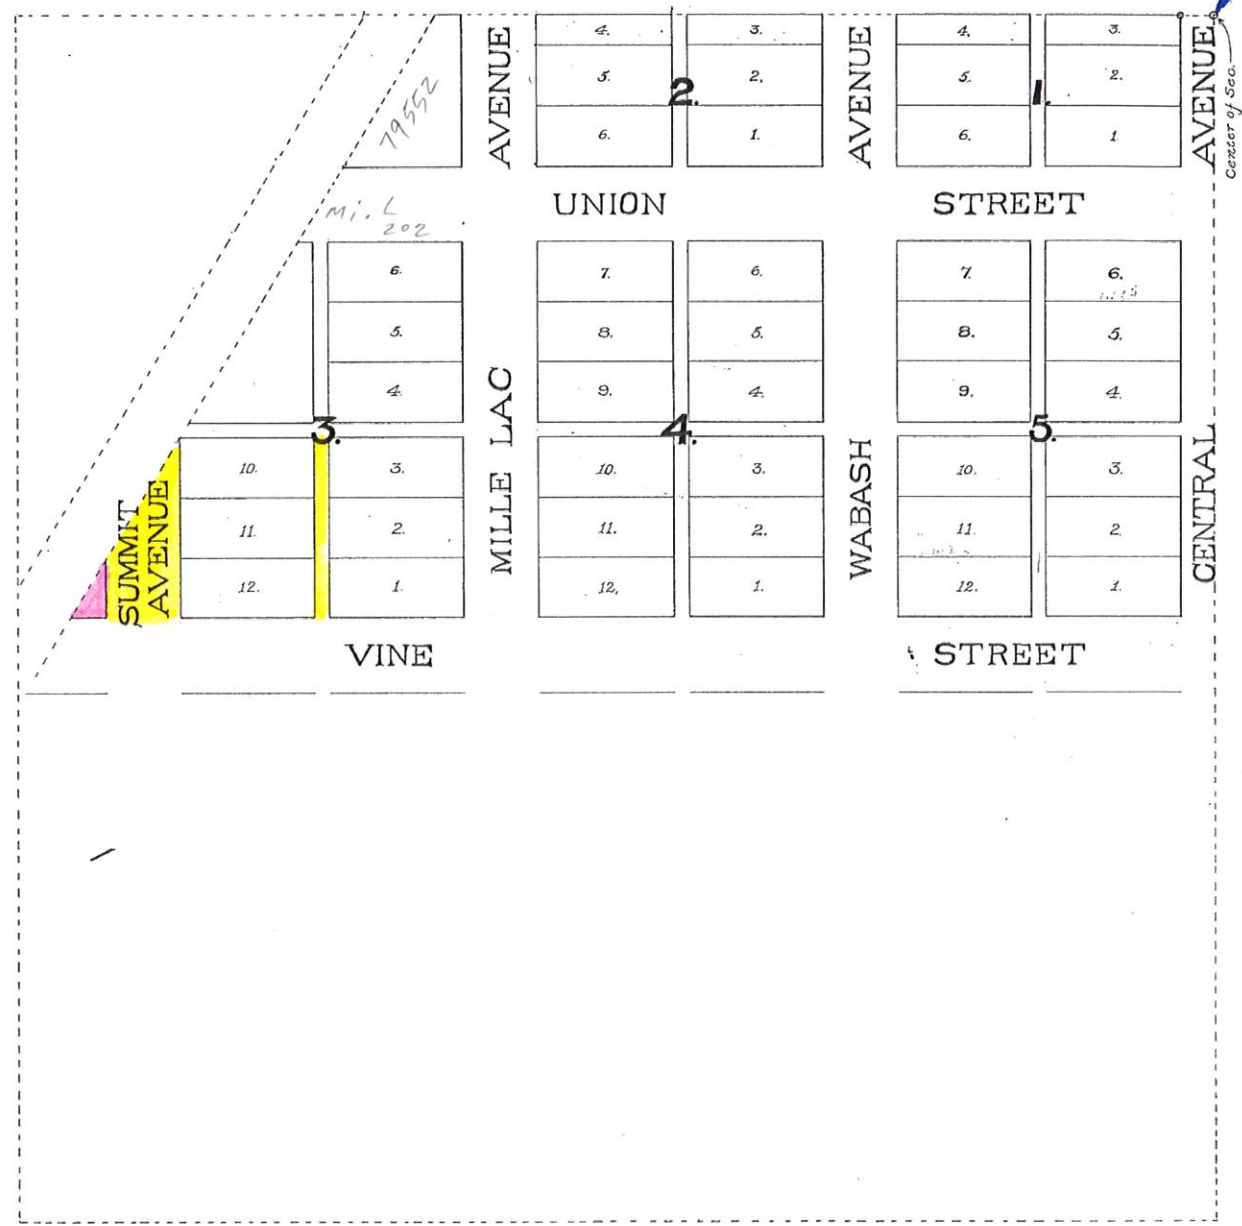 AVENUE
4. 3.
5. 2,
6. 1.
2.
AVENUE
4, 3.
5. 2.
6. 1
1.
AVENUE
Center of Sec.
79552
UNION STREET
Mi. L
202
6.
5.
4.
7. 6.
8. 5.
9. 4.
7. 6.
8. 5.
9. 4.
3.
4.
5.
10. 3.
11. 2.
12. 1.
10. 3.
11. 2.
12, 1.
10. 3.
11. 2.
12. 1.
SUMMIT
AVENUE
MILLE LAC
WABASH
CENTRAL
VINE STREET